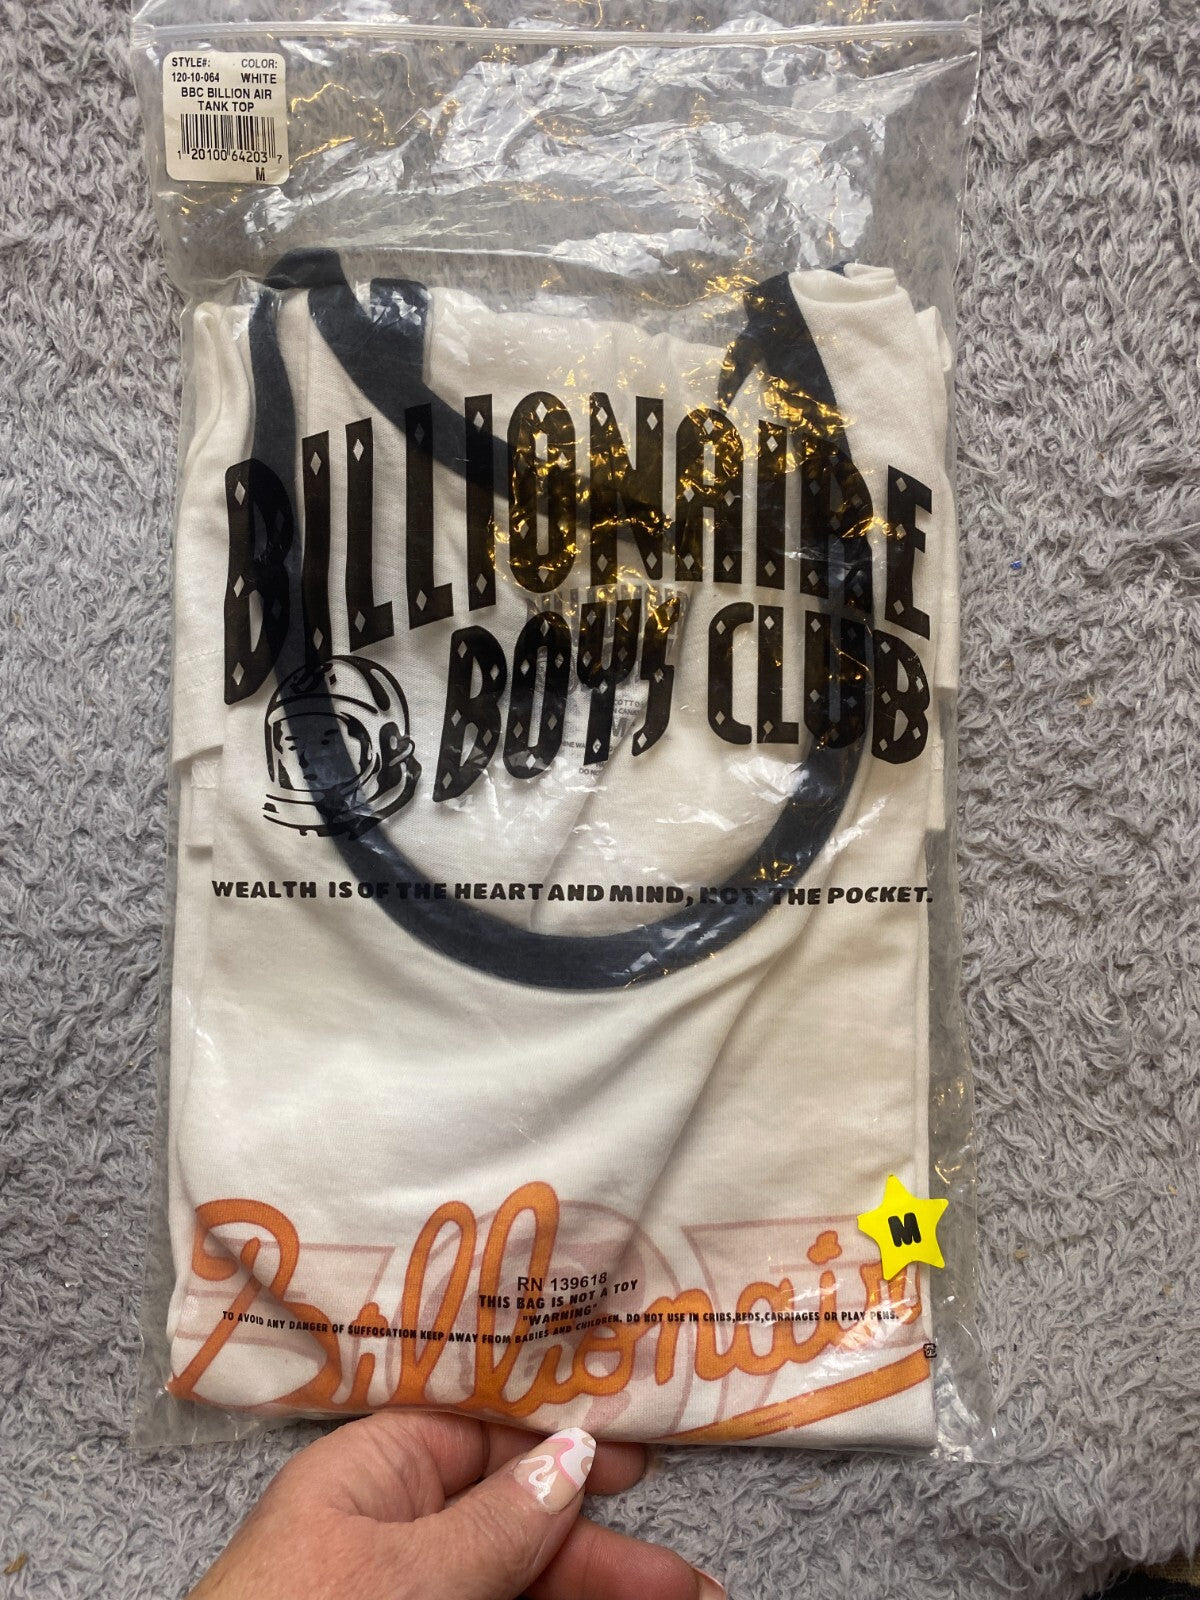 STYLE#: COLOR:
120-10-064 WHITE
BBC BILLION AIR
TANK TOP
1 20100 64203 7
M
BILLIONAIRE
BOYS CLUB
WEALTH IS OF THE HEART AND MIND, NOT THE POCKET.
M
Billionair
RN 139618
THIS BAG IS NOT A TOY
"WARNING"
TO AVOID ANY DANGER OF SUFFOCATION KEEP AWAY FROM BABIES AND CHILDREN. DO NOT USE IN CRIBS,BEDS,CARRIAGES OR PLAY PENS.